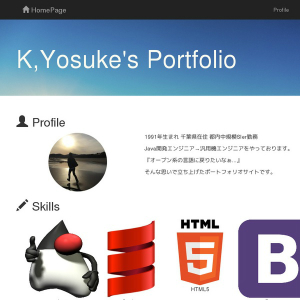 HomePage
Profile
K,Yosuke's Portfolio
Profile
1991年生まれ 千葉県在住 都内中規模SIer勤務
Java開発エンジニア→汎用機エンジニアをやっております。
『オープン系の言語に戻りたいなぁ…』
そんな思いで立ち上げたポートフォリオサイトです。
Skills
HTML
5
B
HTML5